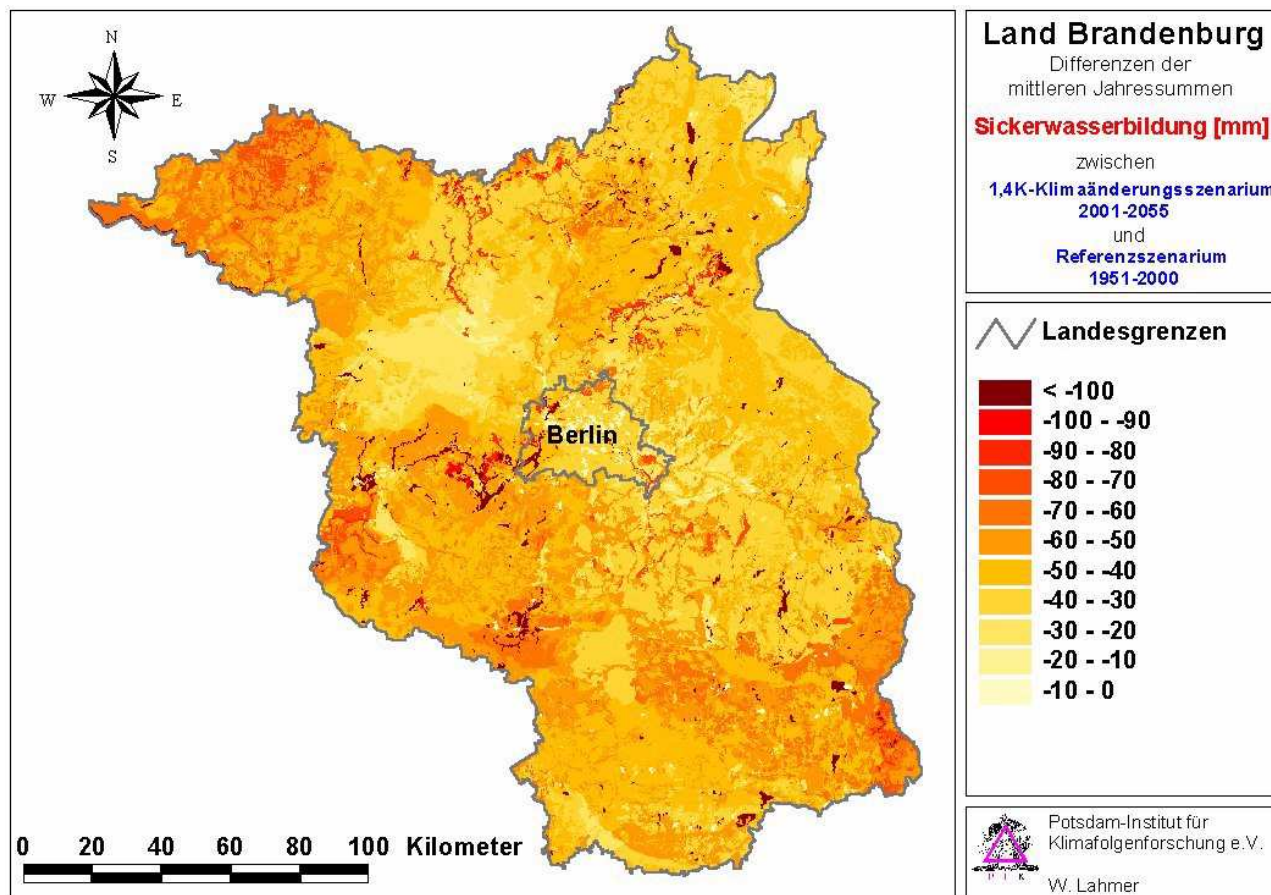 N
W E
S
Berlin
0 20 40 60 80 100 Kilometer
Land Brandenburg
Differenzen der
mittleren Jahressummen
Sickerwasserbildung [mm]
zwischen
1,4K-Klimaänderungsszenarium
2001-2055
und
Referenzszenarium
1951-2000
Landesgrenzen
< -100
-100 - -90
-90 - -80
-80 - -70
-70 - -60
-60 - -50
-50 - -40
-40 - -30
-30 - -20
-20 - -10
-10 - 0
Potsdam-Institut für
Klimafolgenforschung e.V.
P I K
W. Lahmer